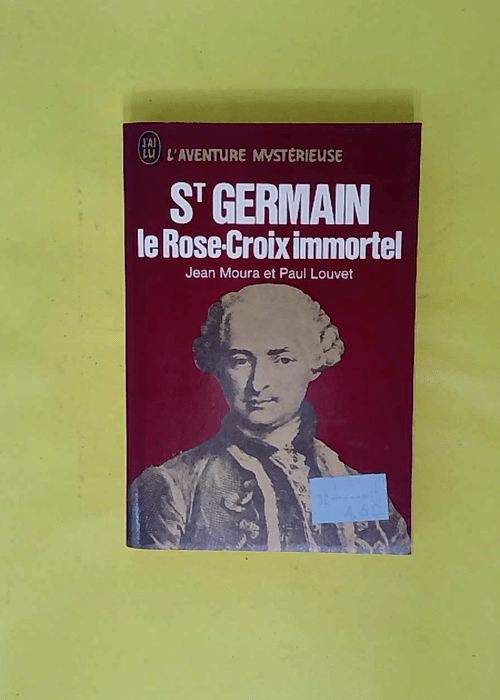 J'AI
LU
L'AVENTURE MYSTÉRIEUSE
ST GERMAIN
le Rose-Croix immortel
Jean Moura et Paul Louvet